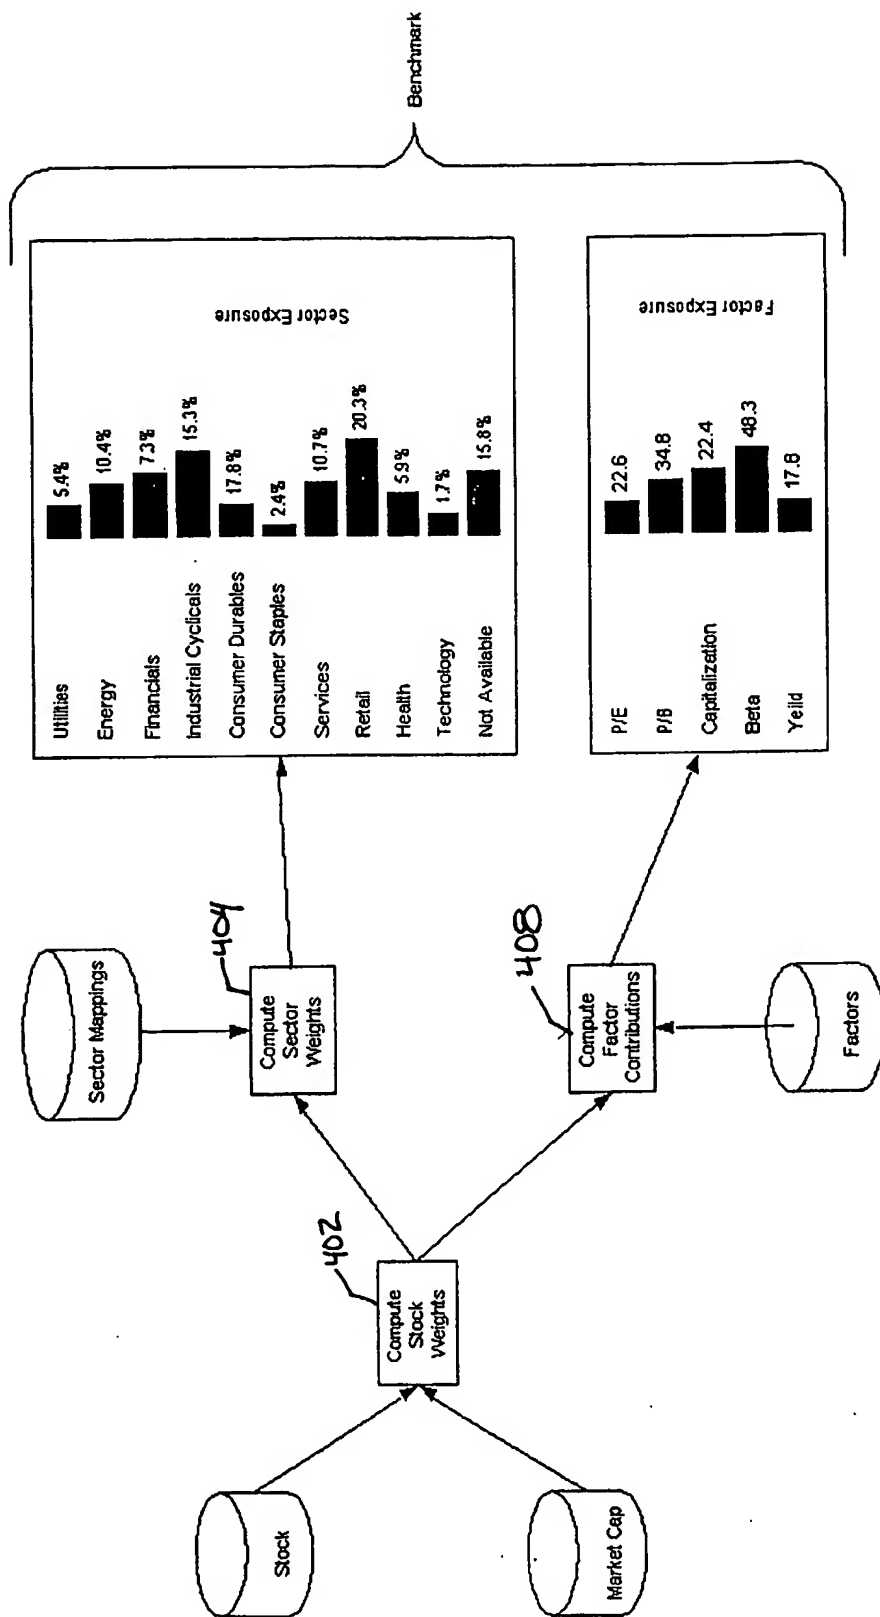 Stock
Market Cap
402
Compute
Stock
Weights
Sector Mappings
404
Compute
Sector
Weights
408
Compute
Factor
Contributions
Factors
Utilities 5.4%
Energy 10.4%
Financials 7.3%
Industrial Cyclicals 15.3%
Consumer Durables 17.8%
Consumer Staples 2.4%
Services 10.7%
Retail 20.3%
Health 5.9%
Technology 1.7%
Not Available 15.8%
Sector Exposure
P/E 22.6
P/B 34.8
Capitalization 22.4
Beta 48.3
Yeild 17.8
Factor Exposure
Benchmark